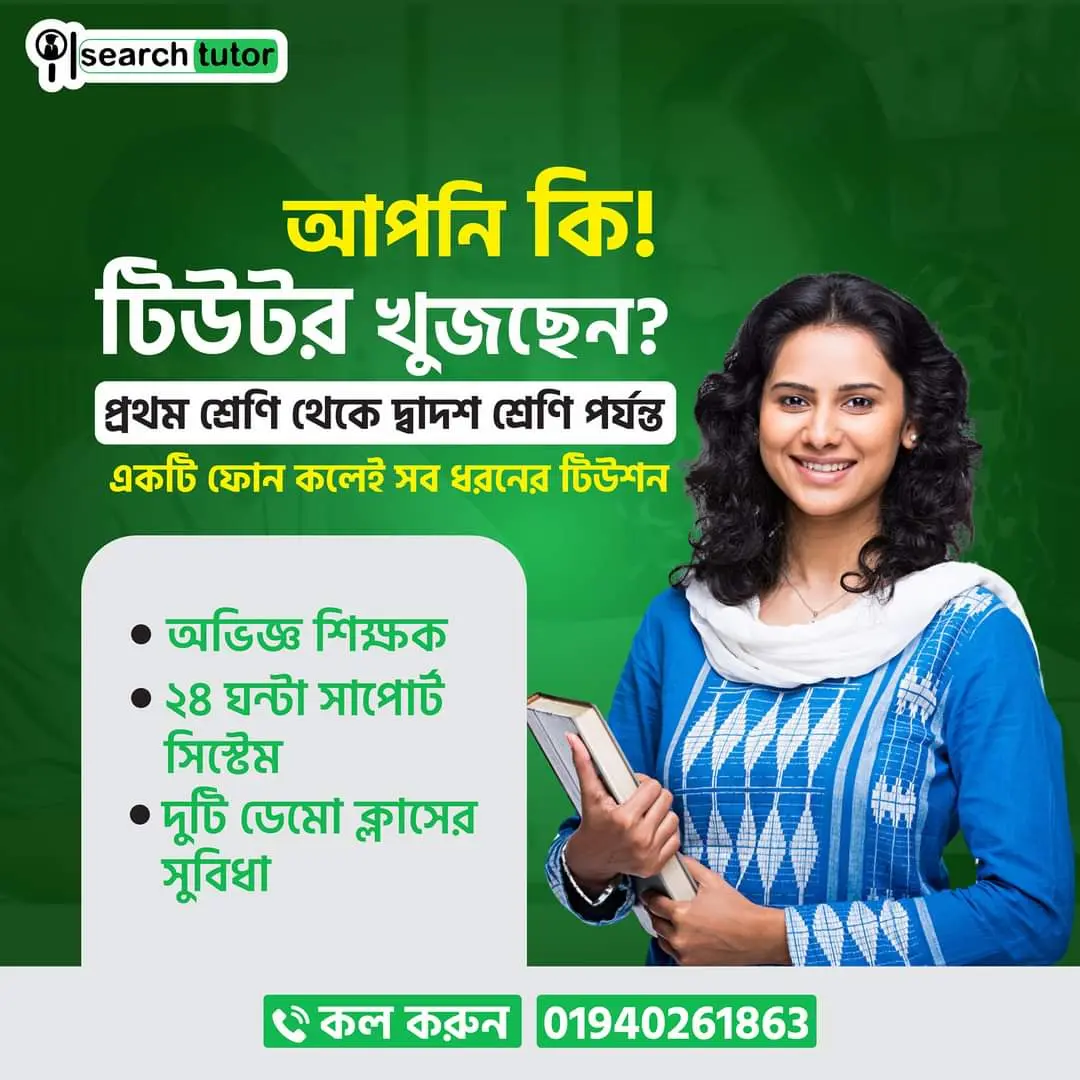 search tutor
আপনি কি!
টিউটর খুজছেন?
প্রথম শ্রেণি থেকে দ্বাদশ শ্রেণি পর্যন্ত
একটি ফোন কলেই সব ধরনের টিউশন
• অভিজ্ঞ শিক্ষক
• ২৪ ঘন্টা সাপোর্ট
সিস্টেম
• দুটি ডেমো ক্লাসের
সুবিধা
কল করুন 01940261863